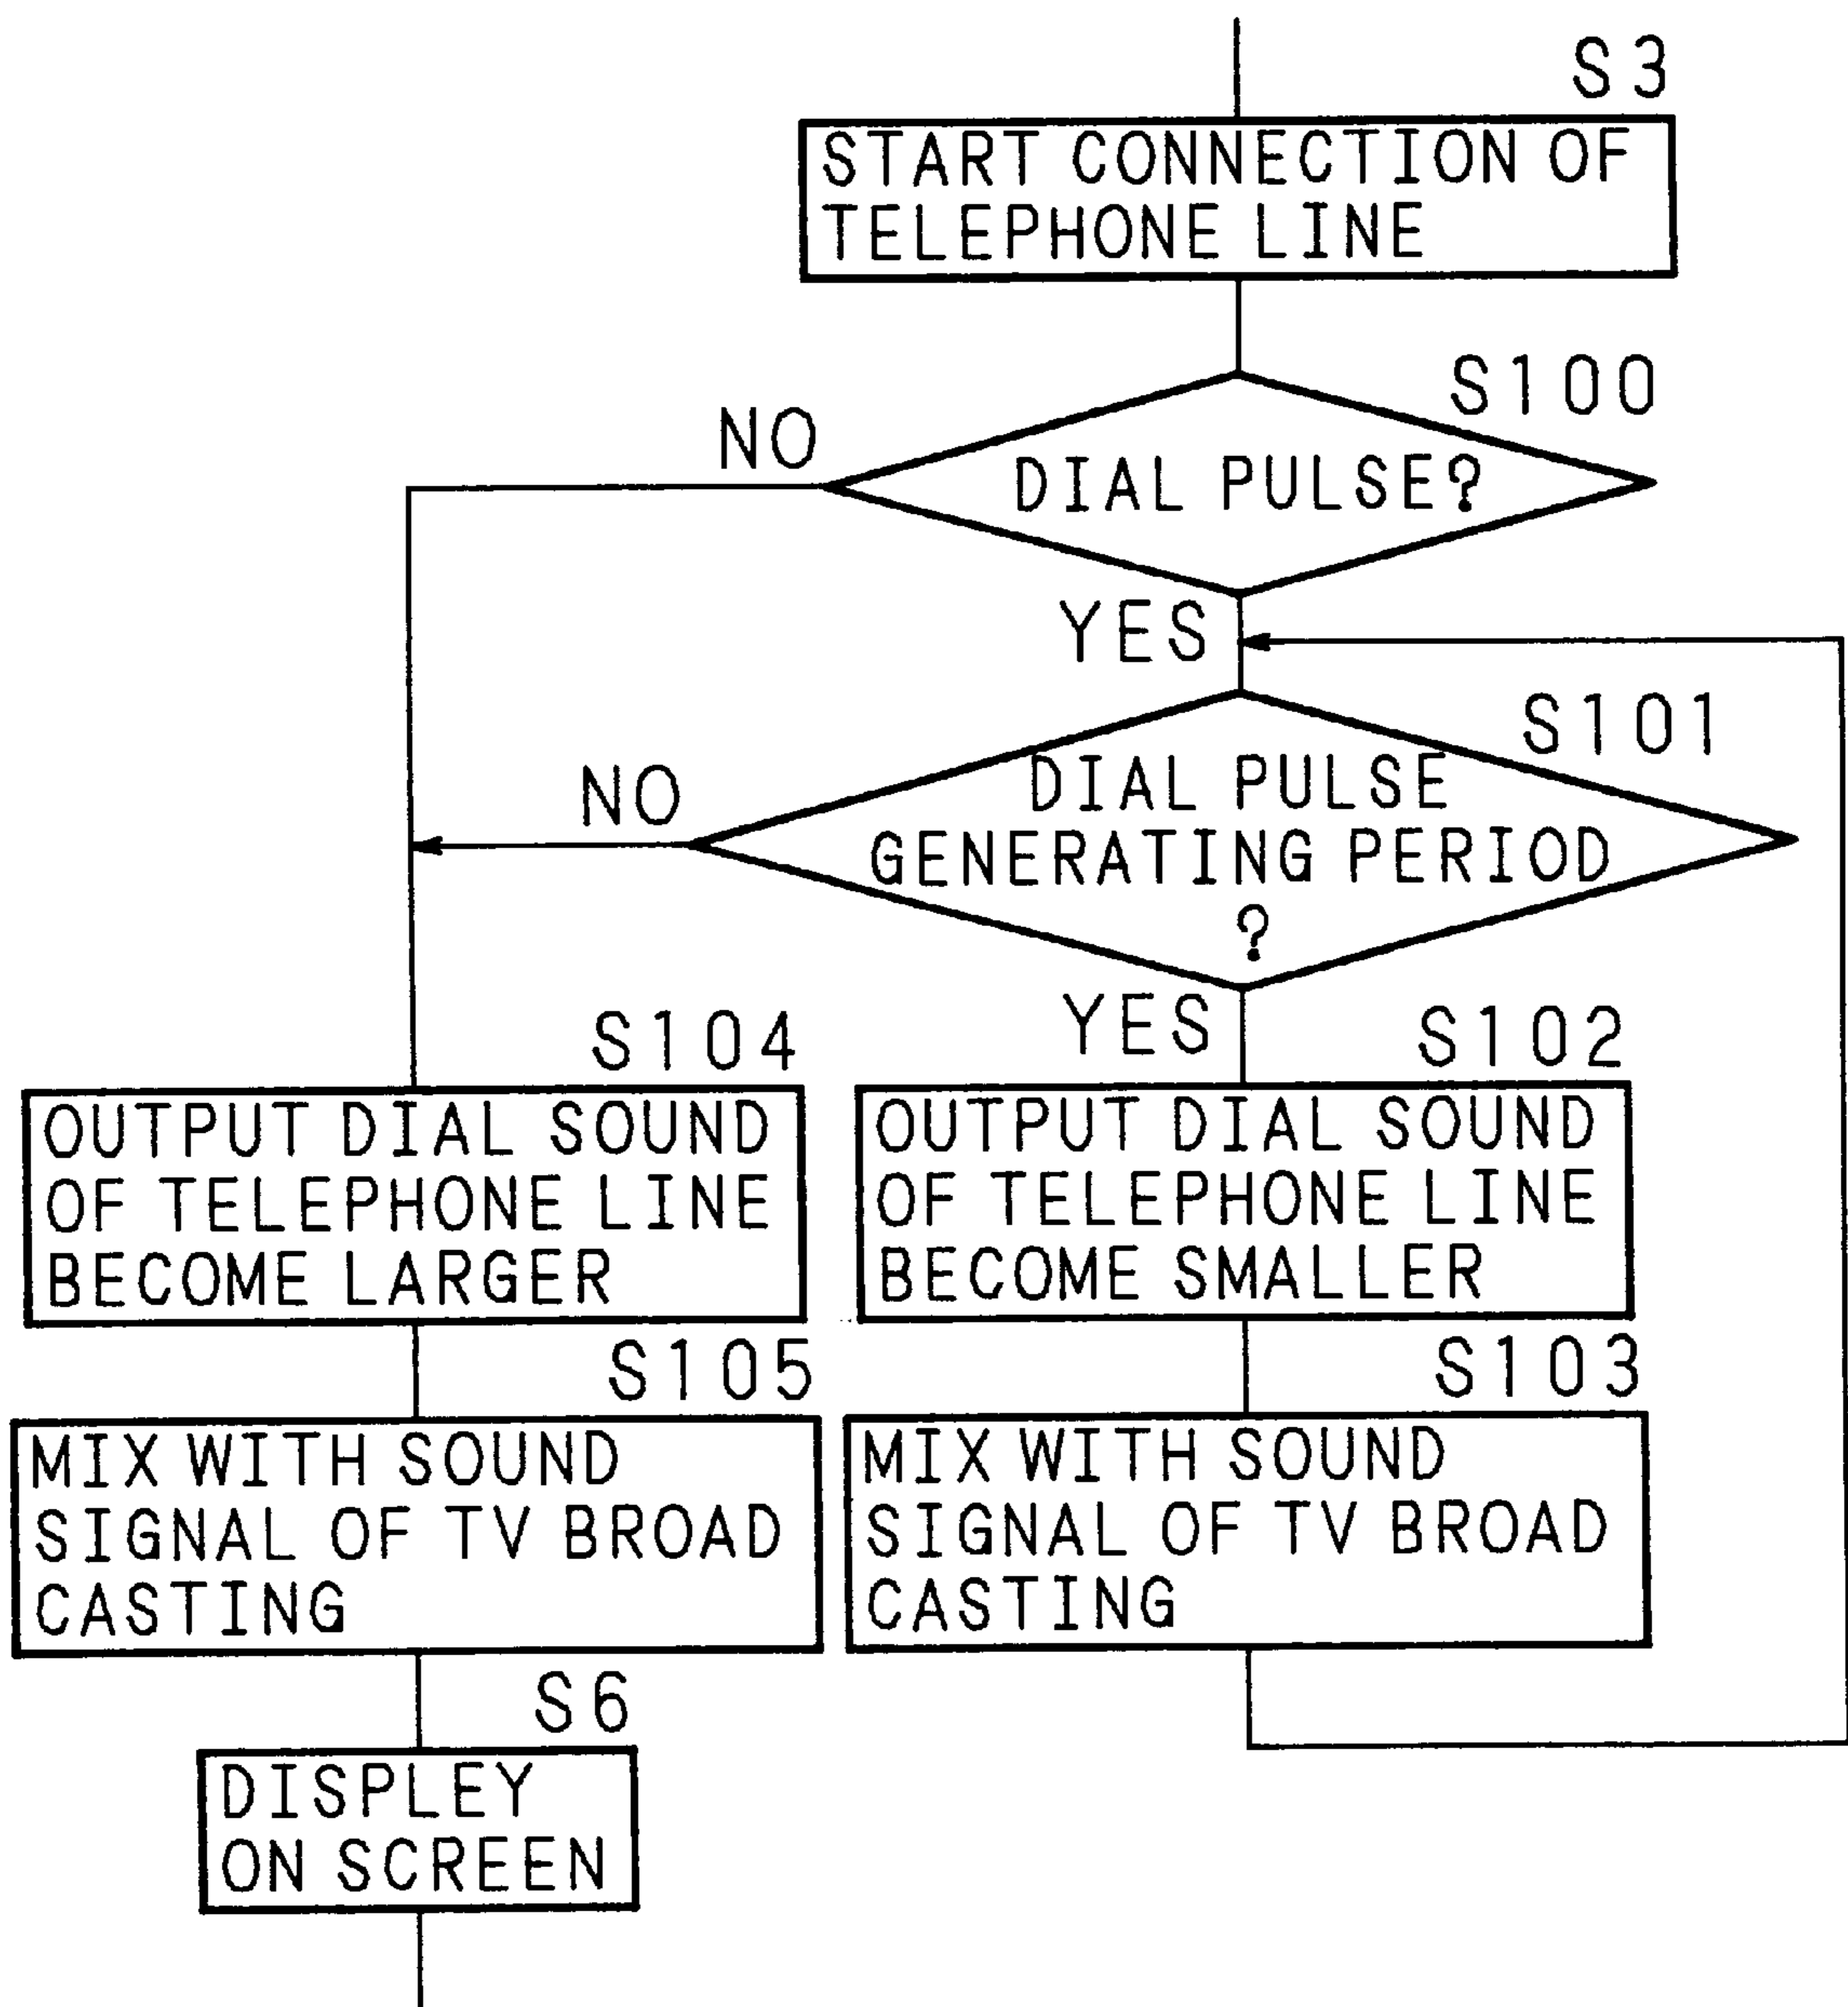 S3
START CONNECTION OF
TELEPHONE LINE
S100
NO
DIAL PULSE?
YES
S101
NO
DIAL PULSE
GENERATING PERIOD
?
YES
S104
OUTPUT DIAL SOUND
OF TELEPHONE LINE
BECOME LARGER
S102
OUTPUT DIAL SOUND
OF TELEPHONE LINE
BECOME SMALLER
S105
MIX WITH SOUND
SIGNAL OF TV BROAD
CASTING
S103
MIX WITH SOUND
SIGNAL OF TV BROAD
CASTING
S6
DISPLEY
ON SCREEN